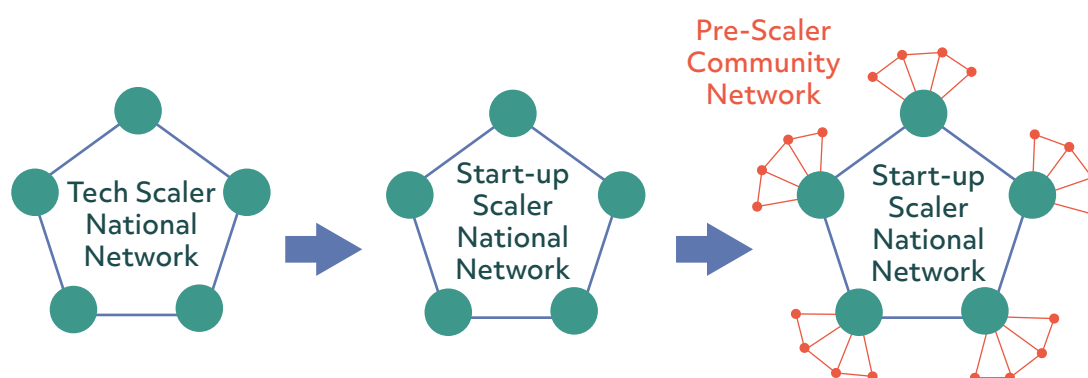 Tech Scaler
National
Network
Start-up
Scaler
National
Network
Pre-Scaler
Community
Network
Start-up
Scaler
National
Network